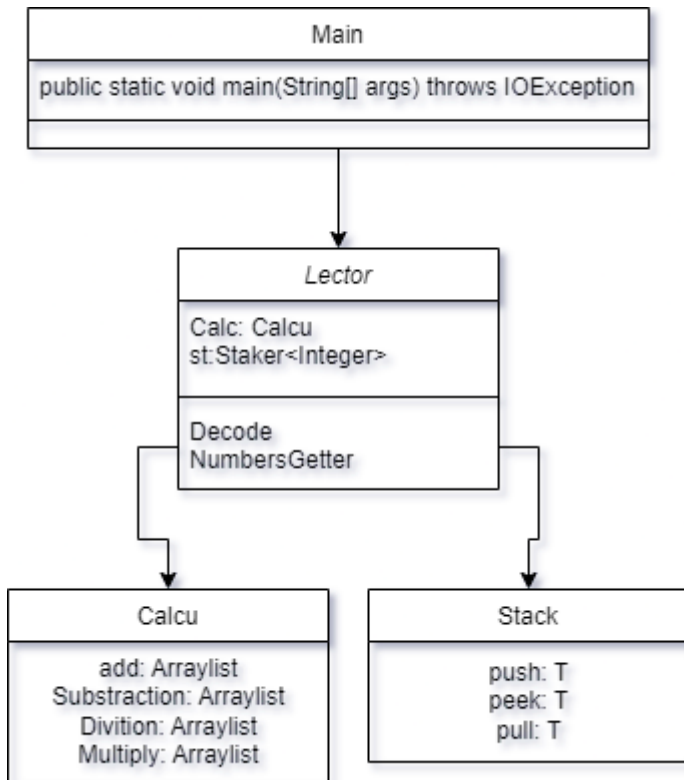 Main
public static void main(String[] args) throws IOException
Lector
Calc: Calcu
st:Staker<Integer>
Decode
NumbersGetter
Calcu
add: Arraylist
Substraction: Arraylist
Divition: Arraylist
Multiply: Arraylist
Stack
push: T
peek: T
pull: T